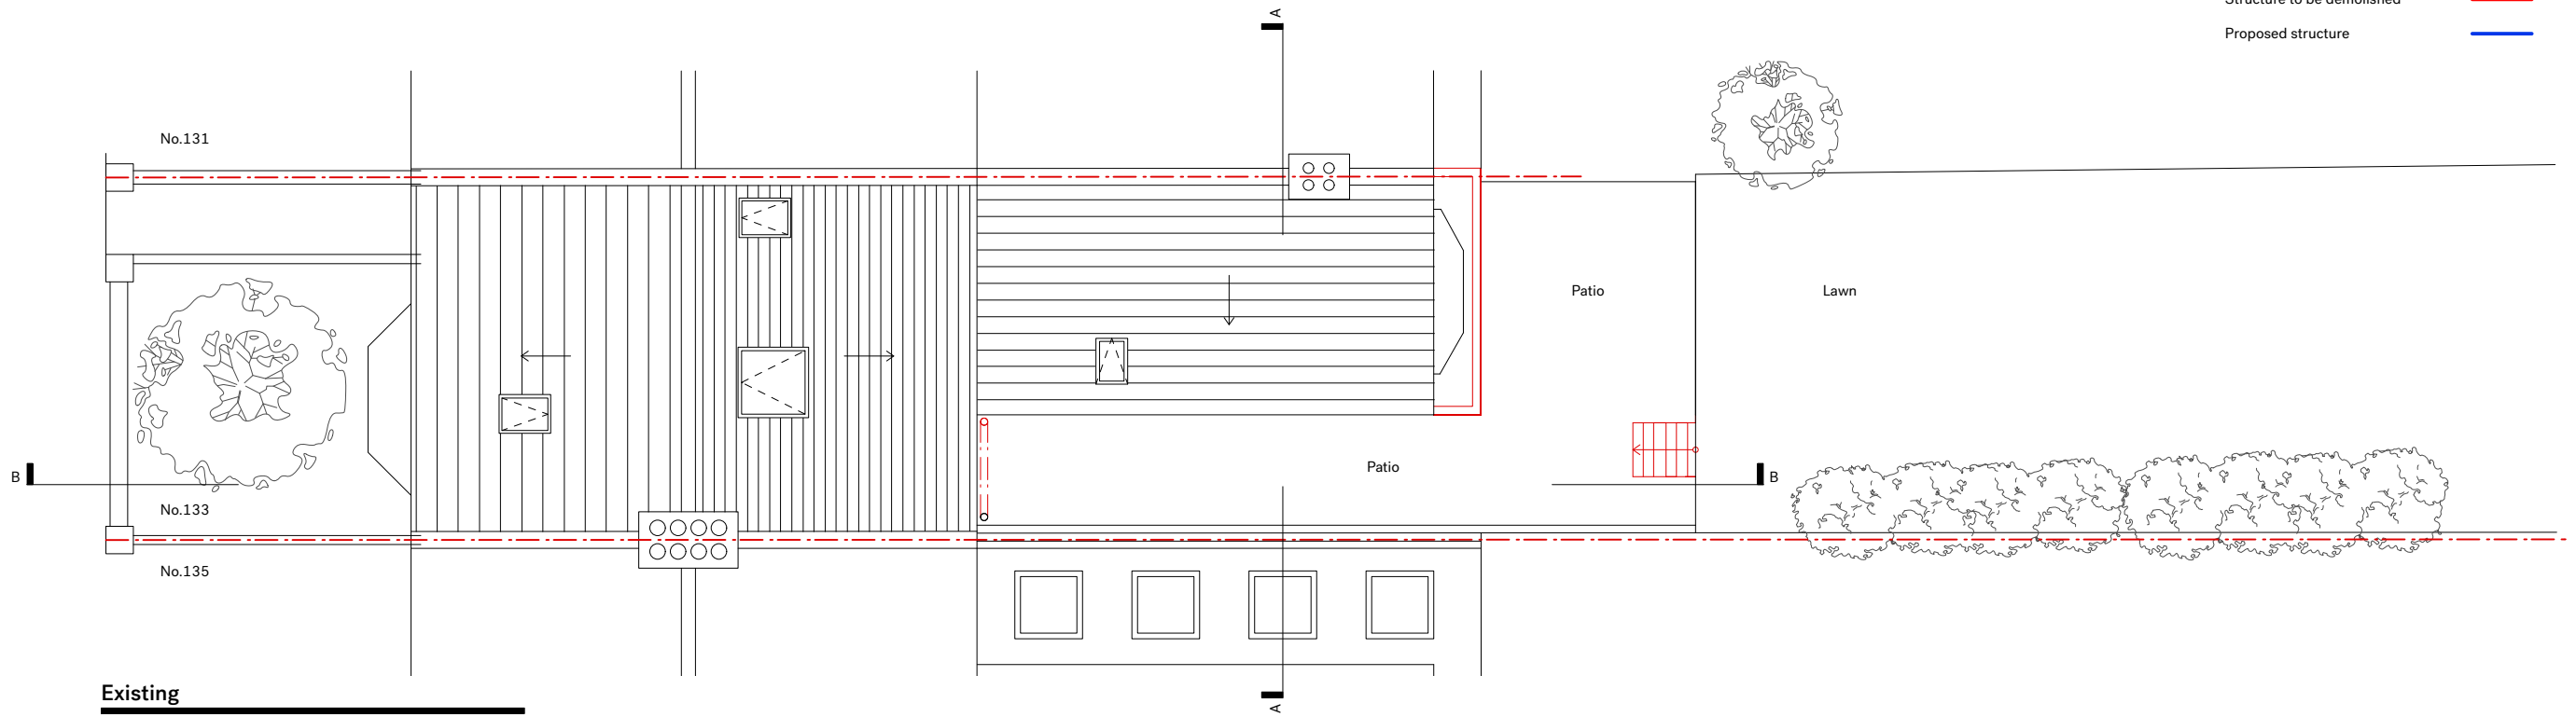 A
Structure to be demolished
Proposed structure
No.131
Patio
Lawn
Patio
B
B
No.133
No.135
Existing
A